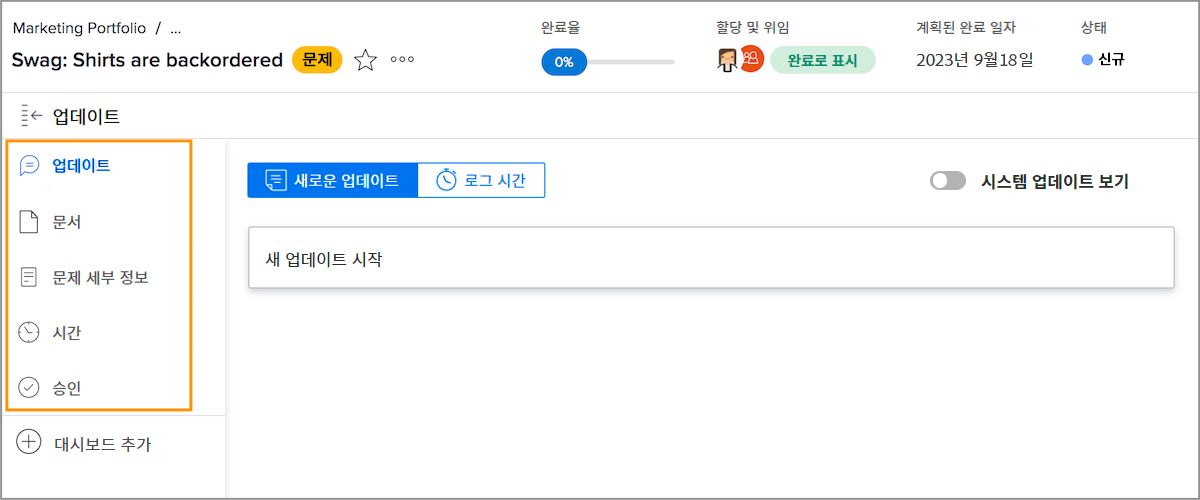 Marketing Portfolio / ...
Swag: Shirts are backordered 문제
완료율
0%
할당 및 위임
완료로 표시
계획된 완료 일자
2023년 9월18일
상태
신규
업데이트
업데이트
문서
문제 세부 정보
시간
승인
대시보드 추가
새로운 업데이트
로그 시간
시스템 업데이트 보기
새 업데이트 시작